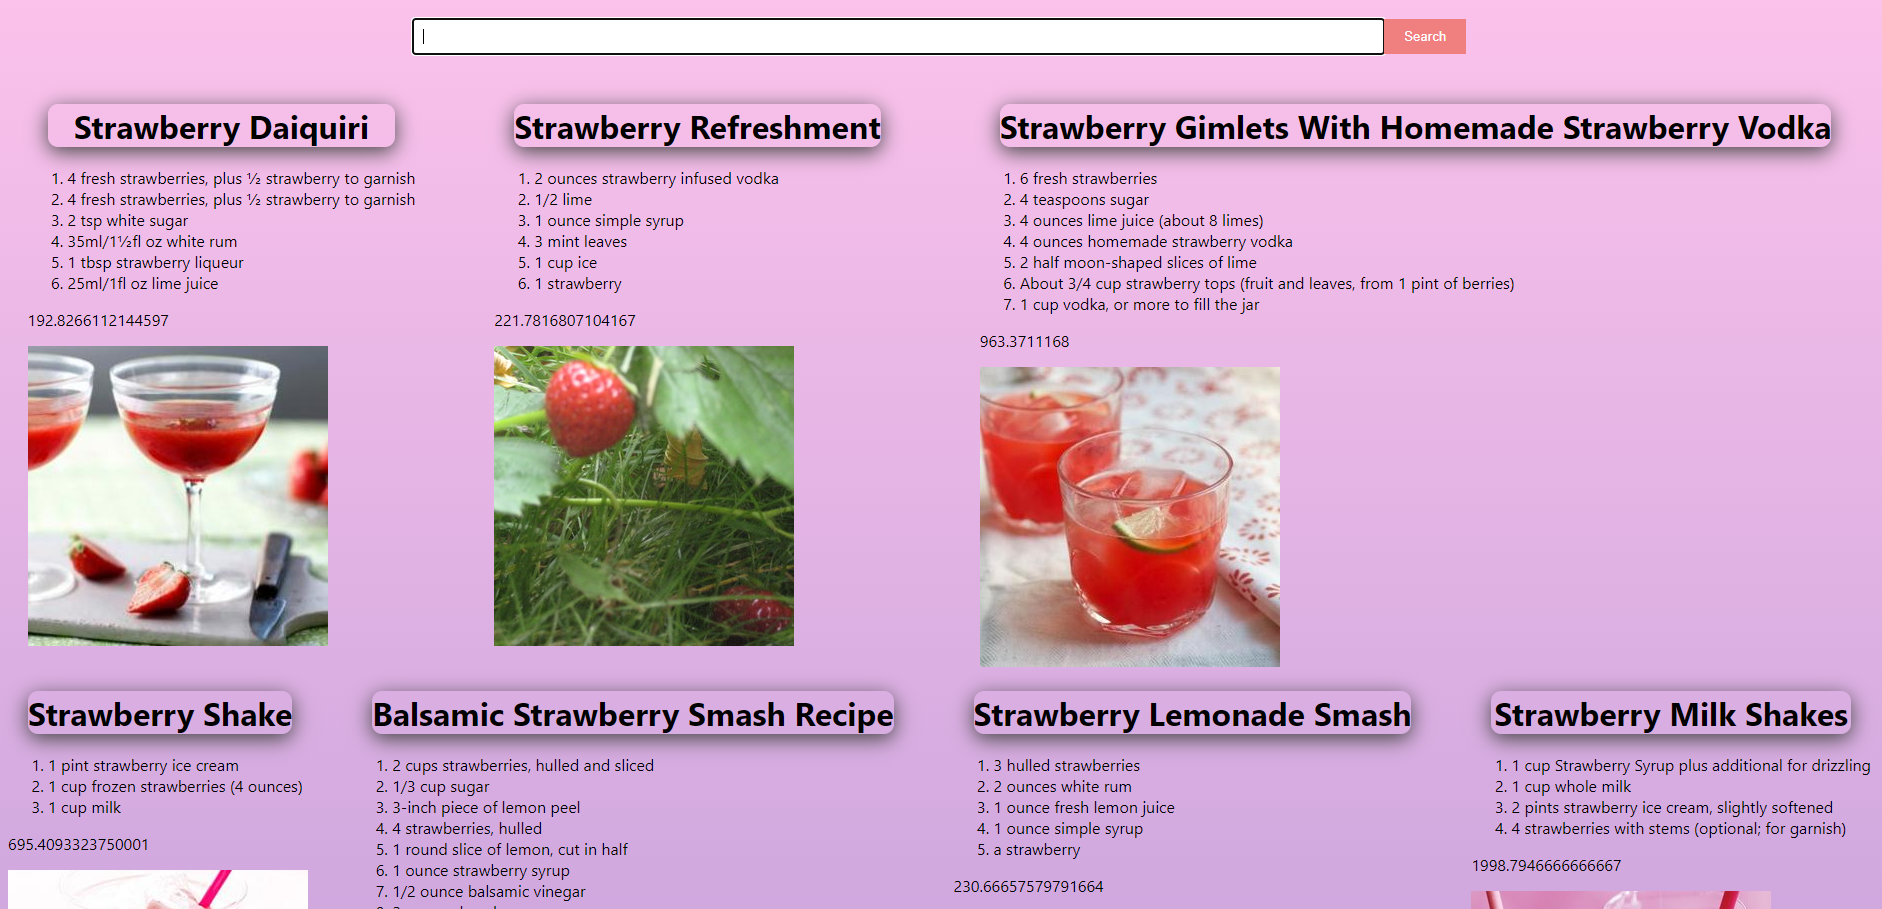 Search
Strawberry Daiquiri
1. 4 fresh strawberries, plus ½ strawberry to garnish
2. 4 fresh strawberries, plus ½ strawberry to garnish
3. 2 tsp white sugar
4. 35ml/1½fl oz white rum
5. 1 tbsp strawberry liqueur
6. 25ml/1fl oz lime juice
192.8266112144597
Strawberry Refreshment
1. 2 ounces strawberry infused vodka
2. 1/2 lime
3. 1 ounce simple syrup
4. 3 mint leaves
5. 1 cup ice
6. 1 strawberry
221.7816807104167
Strawberry Gimlets With Homemade Strawberry Vodka
1. 6 fresh strawberries
2. 4 teaspoons sugar
3. 4 ounces lime juice (about 8 limes)
4. 4 ounces homemade strawberry vodka
5. 2 half moon-shaped slices of lime
6. About 3/4 cup strawberry tops (fruit and leaves, from 1 pint of berries)
7. 1 cup vodka, or more to fill the jar
963.3711168
Strawberry Shake
1. 1 pint strawberry ice cream
2. 1 cup frozen strawberries (4 ounces)
3. 1 cup milk
695.4093323750001
Balsamic Strawberry Smash Recipe
1. 2 cups strawberries, hulled and sliced
2. 1/3 cup sugar
3. 3-inch piece of lemon peel
4. 4 strawberries, hulled
5. 1 round slice of lemon, cut in half
6. 1 ounce strawberry syrup
7. 1/2 ounce balsamic vinegar
Strawberry Lemonade Smash
1. 3 hulled strawberries
2. 2 ounces white rum
3. 1 ounce fresh lemon juice
4. 1 ounce simple syrup
5. a strawberry
230.66657579791664
Strawberry Milk Shakes
1. 1 cup Strawberry Syrup plus additional for drizzling
2. 1 cup whole milk
3. 2 pints strawberry ice cream, slightly softened
4. 4 strawberries with stems (optional; for garnish)
1998.7946666666667